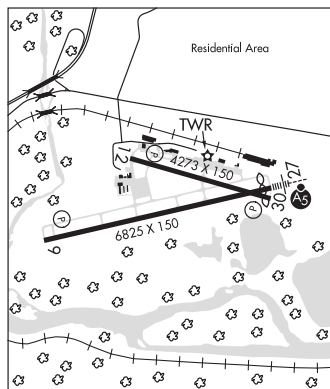 Residential Area
TWR
12
P
4273 X 150
27
30
A5
P
P
6825 X 150
9